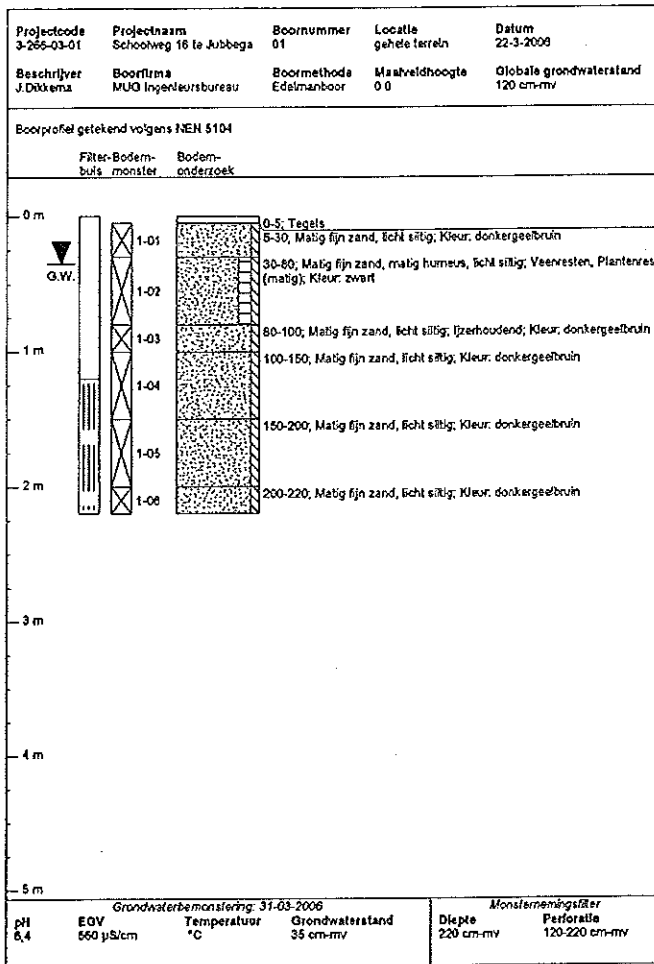 Projectcode Projectnaam Boornummer Locatie Datum
3-266-03-01 Schoolweg 16 te Jubbega 01 gehele terrein 22-3-2006
Beschrijver Boorfirma Boormethode Maaiveldhoogte Globale grondwaterstand
J.Dikkema MUG Ingenieursbureau Edelmanboor 0.0 120 cm-mv
Boorprofiel getekend volgens NEN 5104
Filter- Bodem- Bodem-
buis monster onderzoek
0 m
0-5; Tegels
1-01 5-30; Matig fijn zand, licht siltig; Kleur: donkergeelbruin
G.W.
30-80; Matig fijn zand, matig humeus, licht siltig; Veenresten, Plantenres
(matig); Kleur: zwart
1-02
1-03 80-100; Matig fijn zand, licht siltig; Ijzerhoudend; Kleur: donkergeelbruin
1 m
100-150; Matig fijn zand, licht siltig; Kleur: donkergeelbruin
1-04
150-200; Matig fijn zand, licht siltig; Kleur: donkergeelbruin
1-05
2 m
1-06 200-220; Matig fijn zand, licht siltig; Kleur: donkergeelbruin
3 m
4 m
5 m
Grondwaterbemonstering: 31-03-2006 Monsternemingsfilter
pH EGV Temperatuur Grondwaterstand Diepte Perforatie
560 µS/cm °C 35 cm-mv 220 cm-mv 120-220 cm-mv